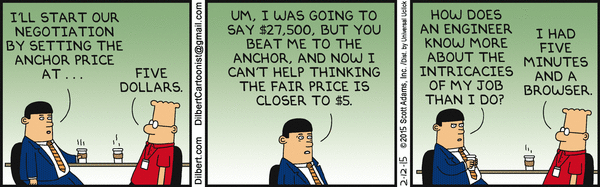 I'LL START OUR
NEGOTIATION
BY SETTING THE
ANCHOR PRICE
AT . . .
FIVE
DOLLARS.
Dilbert.com DilbertCartoonist@gmail.com
UM, I WAS GOING TO
SAY $27,500, BUT YOU
BEAT ME TO THE
ANCHOR, AND NOW I
CAN'T HELP THINKING
THE FAIR PRICE IS
CLOSER TO $5.
2-12-15 ©2015 Scott Adams, Inc. /Dist. by Universal Uclick
HOW DOES
AN ENGINEER
KNOW MORE
ABOUT THE
INTRICACIES
OF MY JOB
THAN I DO?
I HAD
FIVE
MINUTES
AND A
BROWSER.